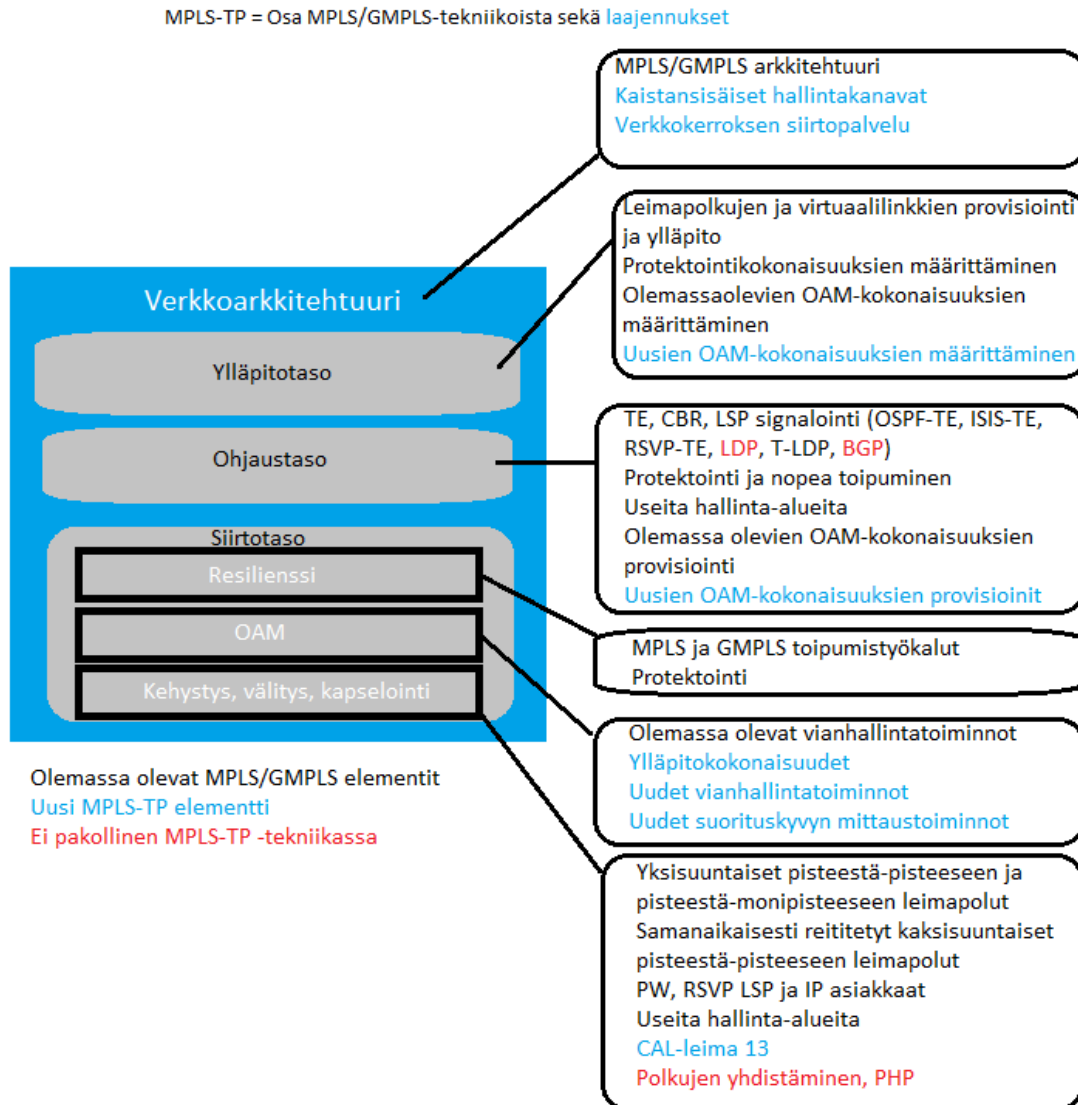 MPLS-TP = Osa MPLS/GMPLS-tekniikoista sekä laajennukset
MPLS/GMPLS arkkitehtuuri
Kaistansisäiset hallintakanavat
Verkkokerroksen siirtopalvelu
Leimapolkujen ja virtuaalilinkkien provisiointi
ja ylläpito
Protektointikokonaisuuksien määrittäminen
Olemassaolevien OAM-kokonaisuuksien
määrittäminen
Uusien OAM-kokonaisuuksien määrittäminen
Verkkoarkkitehtuuri
Ylläpitotaso
Ohjaustaso
Siirtotaso
Resilienssi
OAM
Kehystys, välitys, kapselointi
TE, CBR, LSP signalointi (OSPF-TE, ISIS-TE,
RSVP-TE, LDP, T-LDP, BGP)
Protektointi ja nopea toipuminen
Useita hallinta-alueita
Olemassa olevien OAM-kokonaisuuksien
provisiointi
Uusien OAM-kokonaisuuksien provisioinit
MPLS ja GMPLS toipumistyökalut
Protektointi
Olemassa olevat vianhallintatoiminnot
Ylläpitokokonaisuudet
Uudet vianhallintatoiminnot
Uudet suorituskyvyn mittaustoiminnot
Olemassa olevat MPLS/GMPLS elementit
Uusi MPLS-TP elementti
Ei pakollinen MPLS-TP -tekniikassa
Yksisuuntaiset pisteestä-pisteeseen ja
pisteestä-monipisteeseen leimapolut
Samanaikaisesti reititetyt kaksisuuntaiset
pisteestä-pisteeseen leimapolut
PW, RSVP LSP ja IP asiakkaat
Useita hallinta-alueita
CAL-leima 13
Polkujen yhdistäminen, PHP